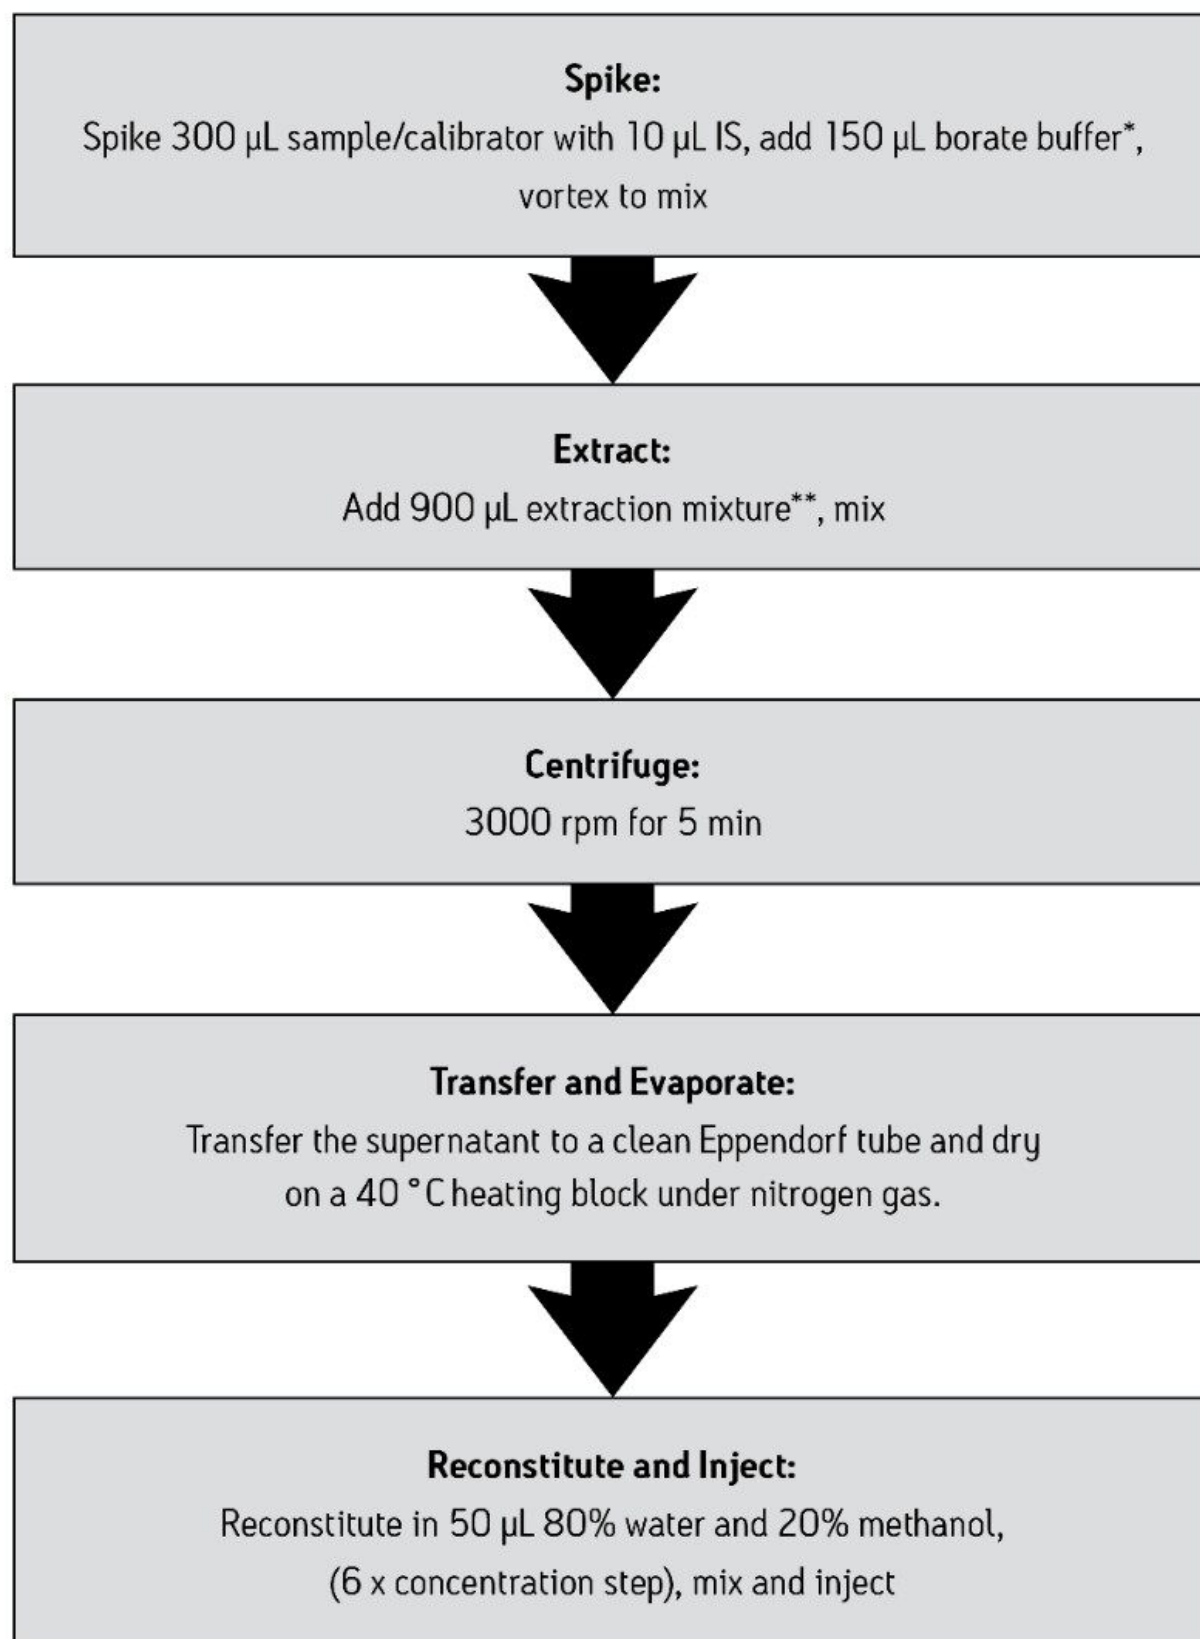 Spike:
Spike 300 µL sample/calibrator with 10 µL IS, add 150 µL borate buffer*,
vortex to mix
Extract:
Add 900 µL extraction mixture**, mix
Centrifuge:
3000 rpm for 5 min
Transfer and Evaporate:
Transfer the supernatant to a clean Eppendorf tube and dry
on a 40 °C heating block under nitrogen gas.
Reconstitute and Inject:
Reconstitute in 50 µL 80% water and 20% methanol,
(6 x concentration step), mix and inject